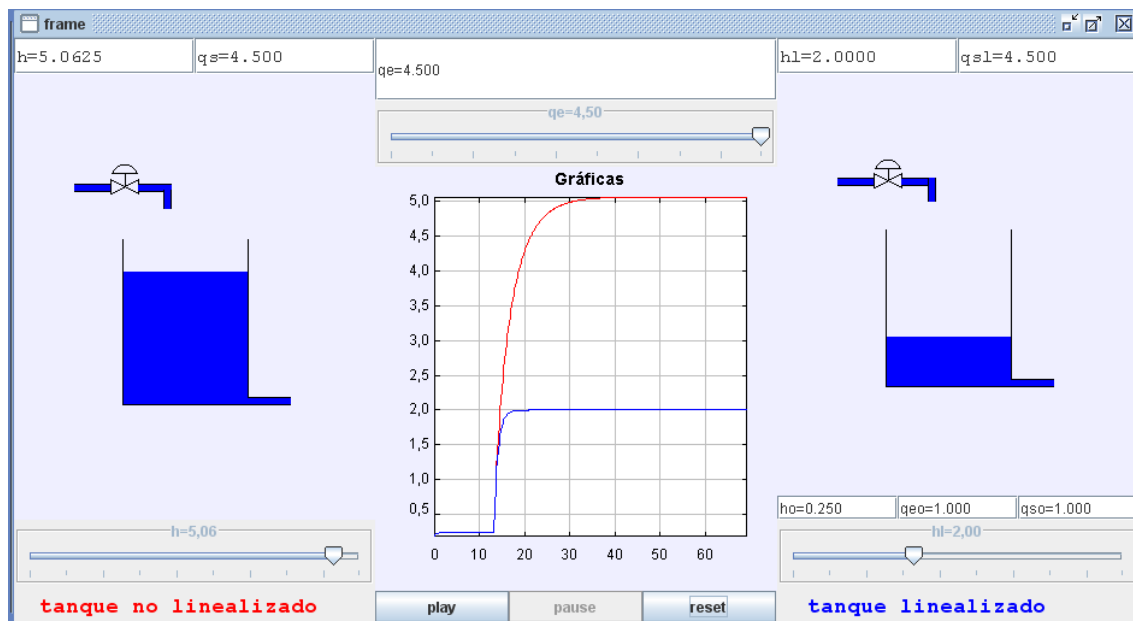 frame
h=5.0625
qs=4.500
qe=4.500
hl=2.0000
qsl=4.500
qe=4,50
Gráficas
5,0
4,5
4,0
3,5
3,0
2,5
2,0
1,5
1,0
0,5
0 10 20 30 40 50 60
ho=0.250
qeo=1.000
qso=1.000
h=5,06
hl=2,00
tanque no linealizado
play
pause
reset
tanque linealizado